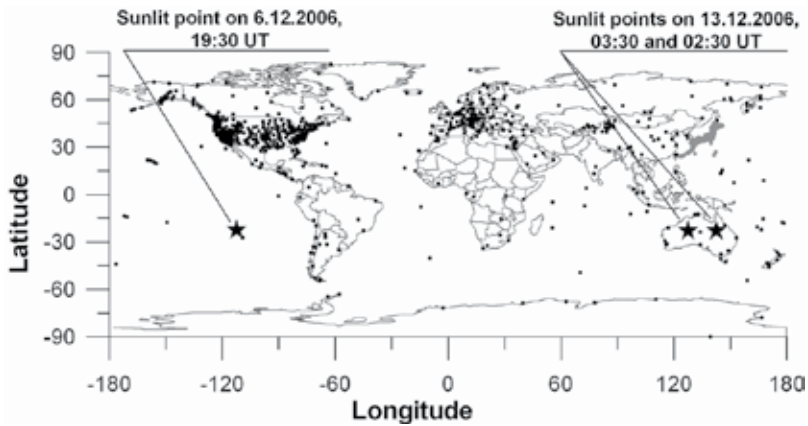 Sunlit point on 6.12.2006,
19:30 UT
Sunlit points on 13.12.2006,
03:30 and 02:30 UT
90
60
30
0
-30
-60
-90
Latitude
-180 -120 -60 0 60 120 180
Longitude